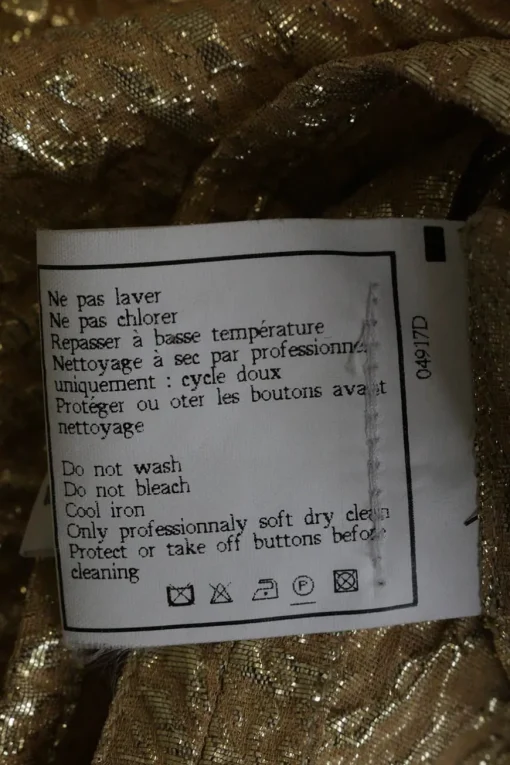 Ne pas laver
Ne pas chlorer
Repasser à basse température
Nettoyage à sec par professionne
uniquement : cycle doux
Protéger ou oter les boutons avant
nettoyage
Do not wash
Do not bleach
Cool iron
Only professionnaly soft dry clean
Protect or take off buttons before
cleaning
P
04917D